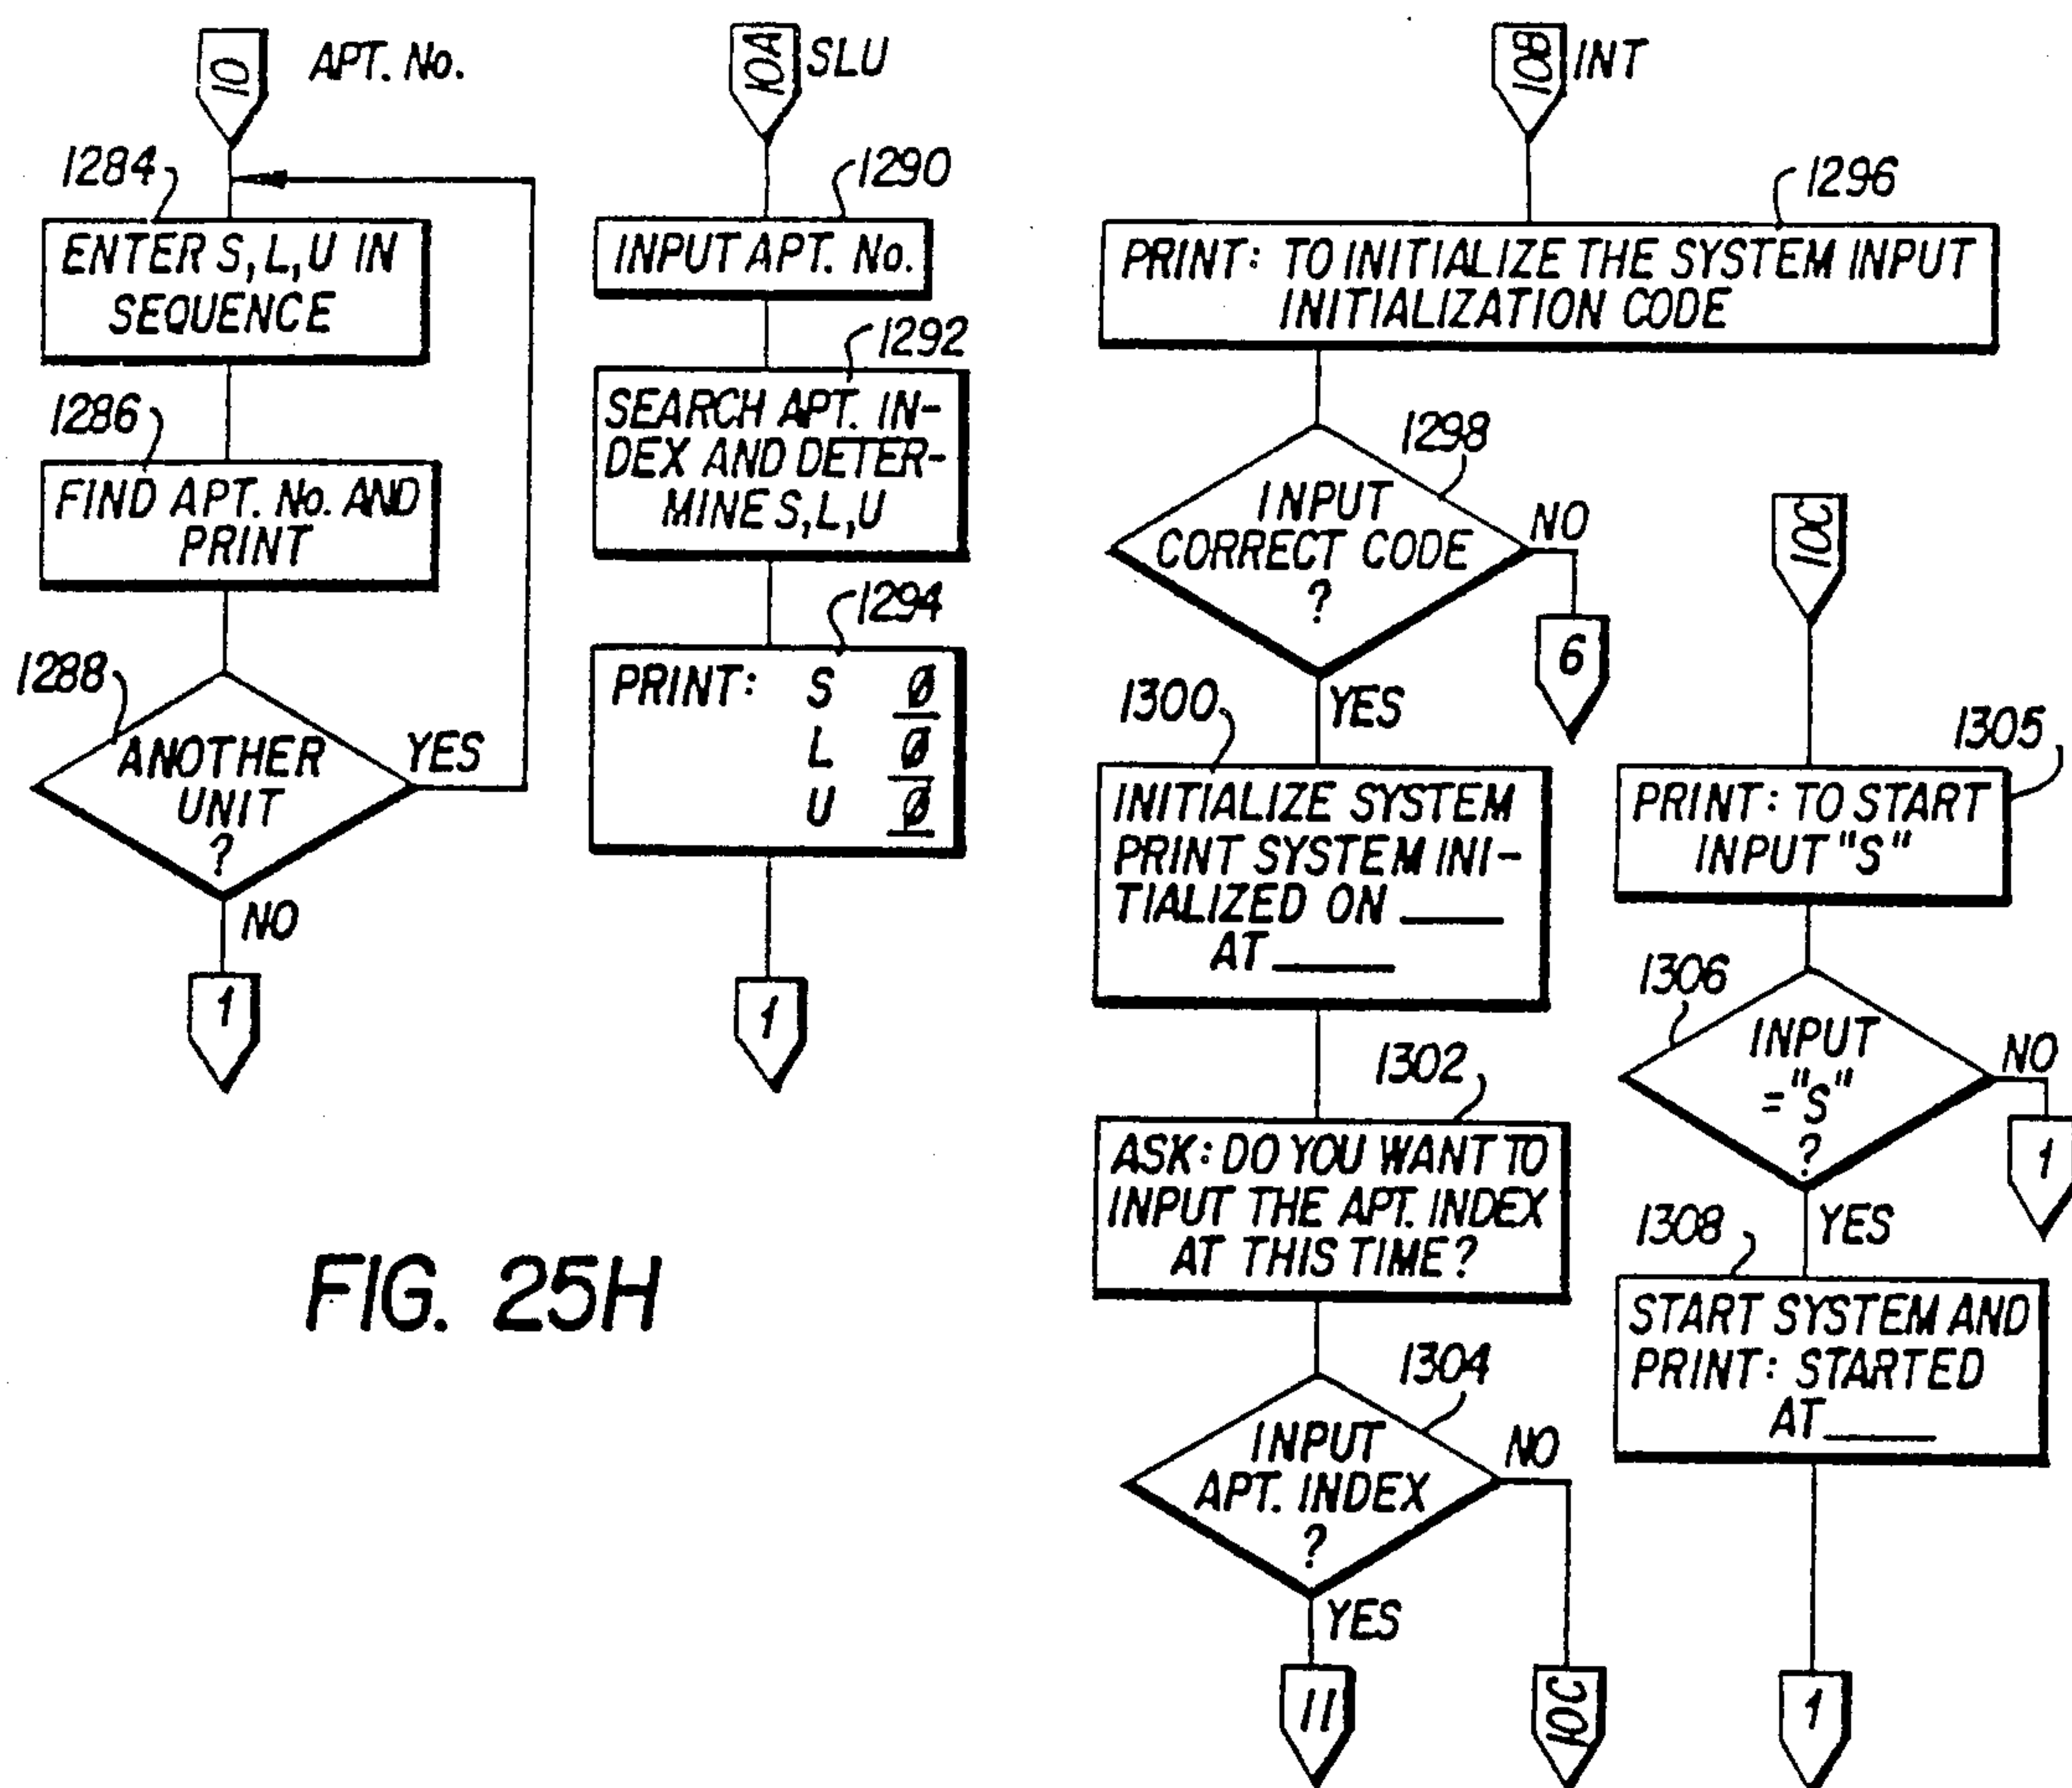 10 APT. No.
1284
ENTER S, L, U IN
SEQUENCE
1286
FIND APT. No. AND
PRINT
1288
ANOTHER
UNIT
?
YES
NO
1
10A SLU
1290
INPUT APT. No.
1292
SEARCH APT. IN-
DEX AND DETER-
MINE S, L, U
1294
PRINT: S Ø
L Ø
U Ø
1
10B INT
1296
PRINT: TO INITIALIZE THE SYSTEM INPUT
INITIALIZATION CODE
1298
INPUT
CORRECT CODE
?
NO
6
YES
1300
INITIALIZE SYSTEM
PRINT SYSTEM INI-
TIALIZED ON _____
AT _____
1302
ASK: DO YOU WANT TO
INPUT THE APT. INDEX
AT THIS TIME?
1304
INPUT
APT. INDEX
?
NO
YES
11
10C
10C
1305
PRINT: TO START
INPUT "S"
1306
INPUT
= "S"
?
NO
1
YES
1308
START SYSTEM AND
PRINT: STARTED
AT _____
1
FIG. 25H